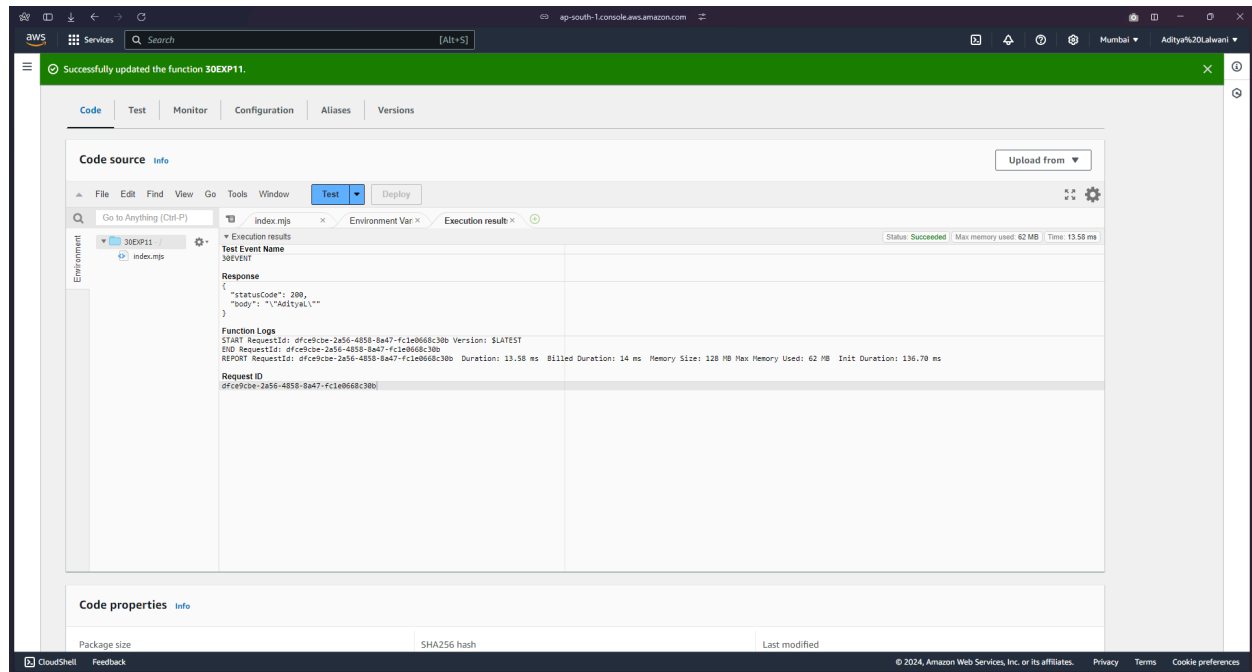 ap-south-1.console.aws.amazon.com
aws Services Search [Alt+S] Mumbai Aditya%20Lalwani
Successfully updated the function 30EXP11.
Code Test Monitor Configuration Aliases Versions
Code source Info Upload from
File Edit Find View Go Tools Window Test Deploy
Go to Anything (Ctrl-P) index.mjs Environment Var Execution results
Environment
30EXP11 /
index.mjs
Execution results Status: Succeeded Max memory used: 62 MB Time: 13.58 ms
Test Event Name
30EVENT
Response
{
"statusCode": 200,
"body": "\"AdityaL\""
}
Function Logs
START RequestId: dfce9cbe-2a56-4858-8a47-fc1e0668c30b Version: $LATEST
END RequestId: dfce9cbe-2a56-4858-8a47-fc1e0668c30b
REPORT RequestId: dfce9cbe-2a56-4858-8a47-fc1e0668c30b Duration: 13.58 ms Billed Duration: 14 ms Memory Size: 128 MB Max Memory Used: 62 MB Init Duration: 136.70 ms
Request ID
dfce9cbe-2a56-4858-8a47-fc1e0668c30b
Code properties Info
Package size SHA256 hash Last modified
CloudShell Feedback © 2024, Amazon Web Services, Inc. or its affiliates. Privacy Terms Cookie preferences